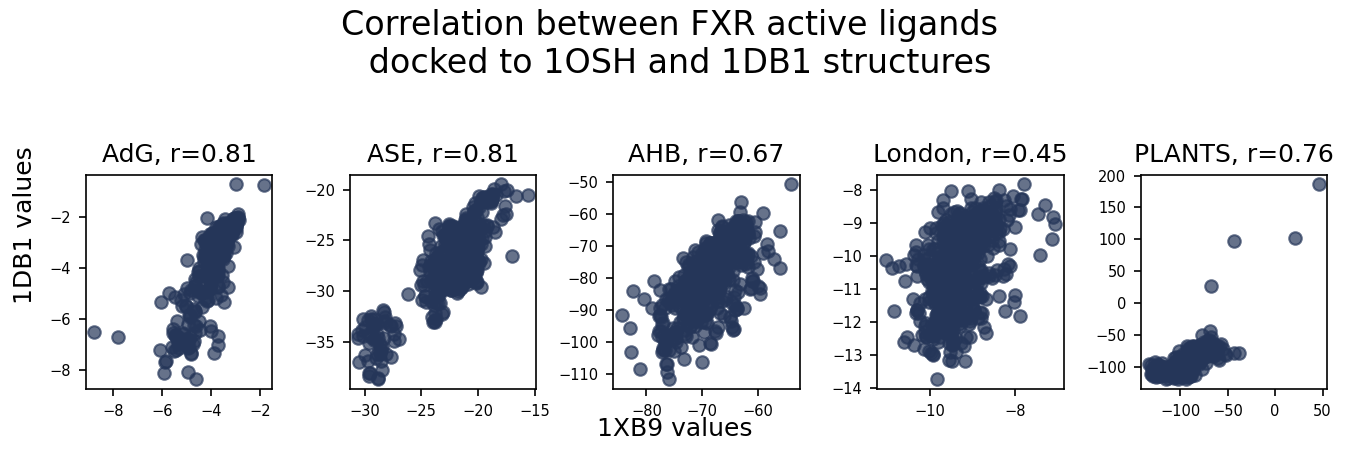 Correlation between FXR active ligands
docked to 1OSH and 1DB1 structures
1DB1 values
AdG, r=0.81
−2
−4
−6
−8
−8 −6 −4 −2
ASE, r=0.81
−20
−25
−30
−35
−30 −25 −20 −15
AHB, r=0.67
−50
−60
−70
−80
−90
−100
−110
−80 −70 −60
London, r=0.45
−8
−9
−10
−11
−12
−13
−14
−10 −8
PLANTS, r=0.76
200
150
100
50
0
−50
−100
−100 −50 0 50
1XB9 values